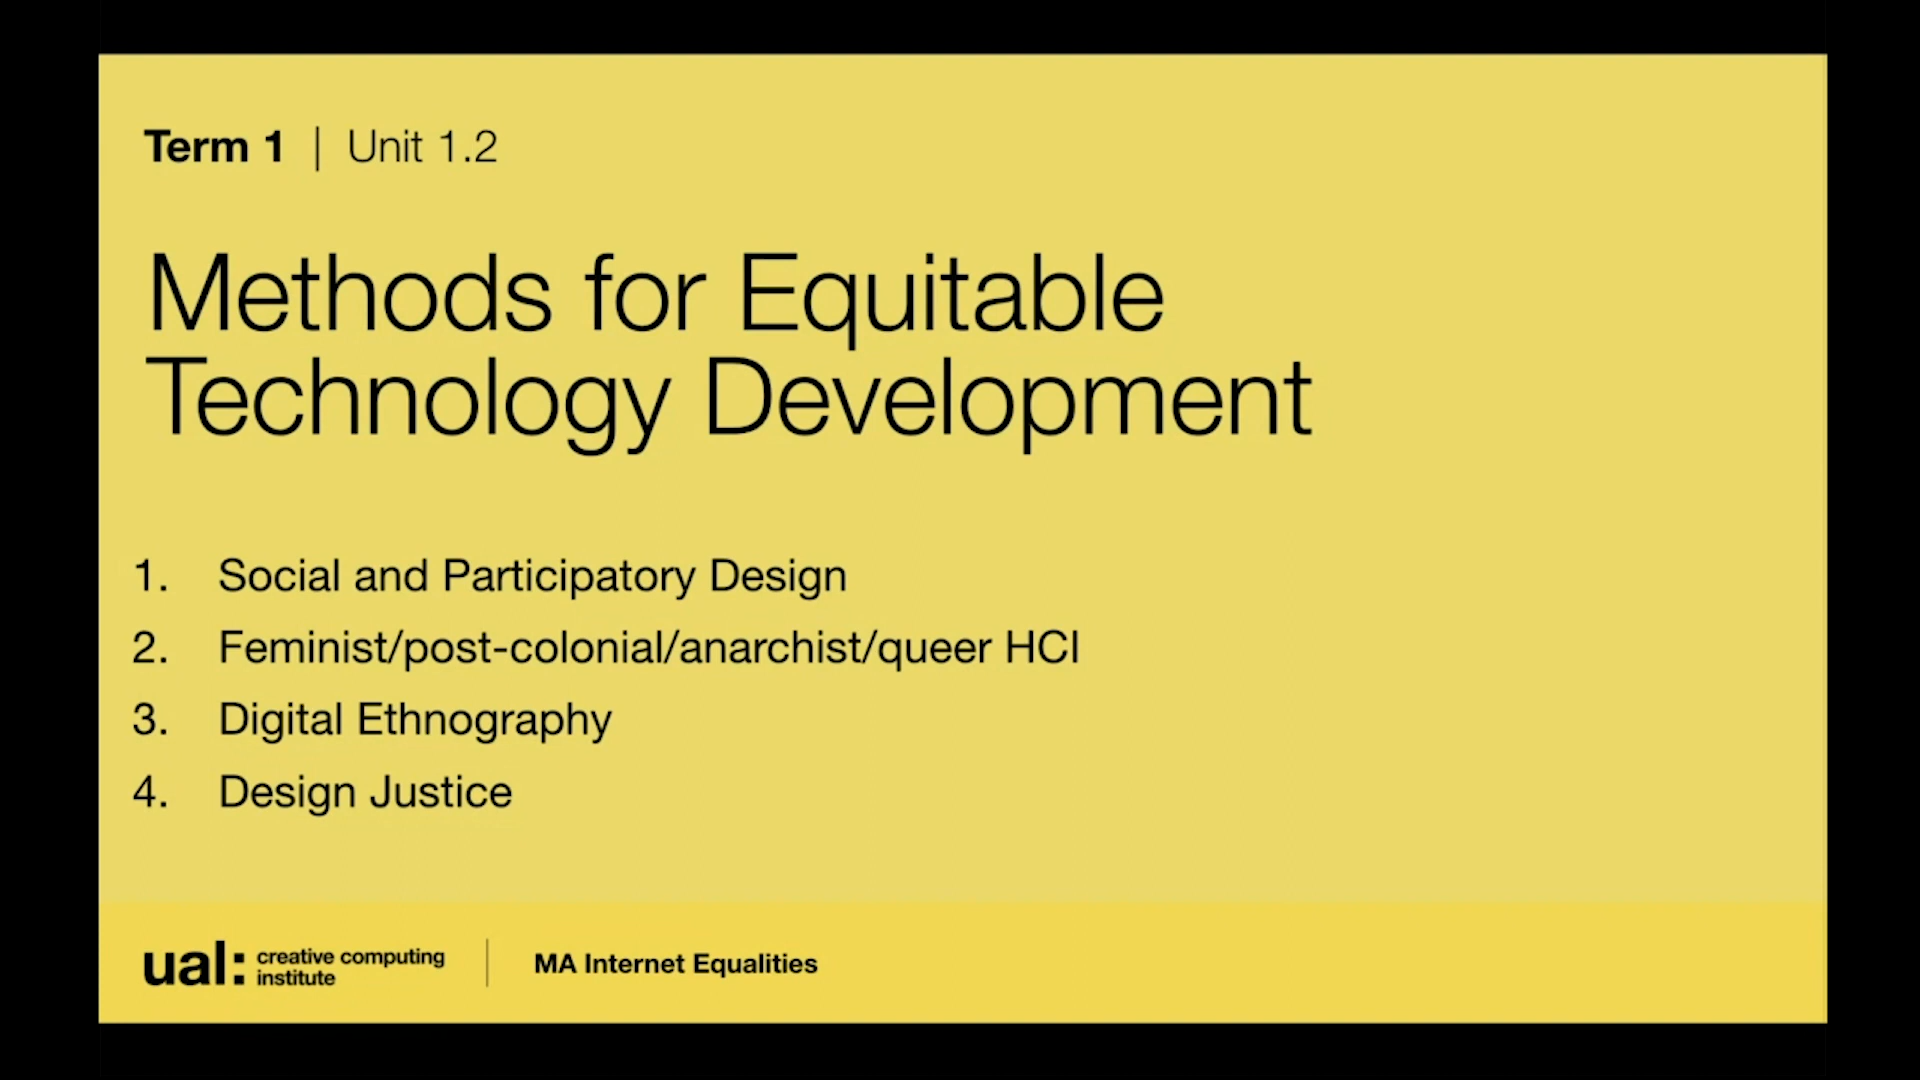 Term 1 | Unit 1.2
Methods for Equitable
Technology Development
1. Social and Participatory Design
2. Feminist/post-colonial/anarchist/queer HCI
3. Digital Ethnography
4. Design Justice
ual: creative computing
institute
MA Internet Equalities